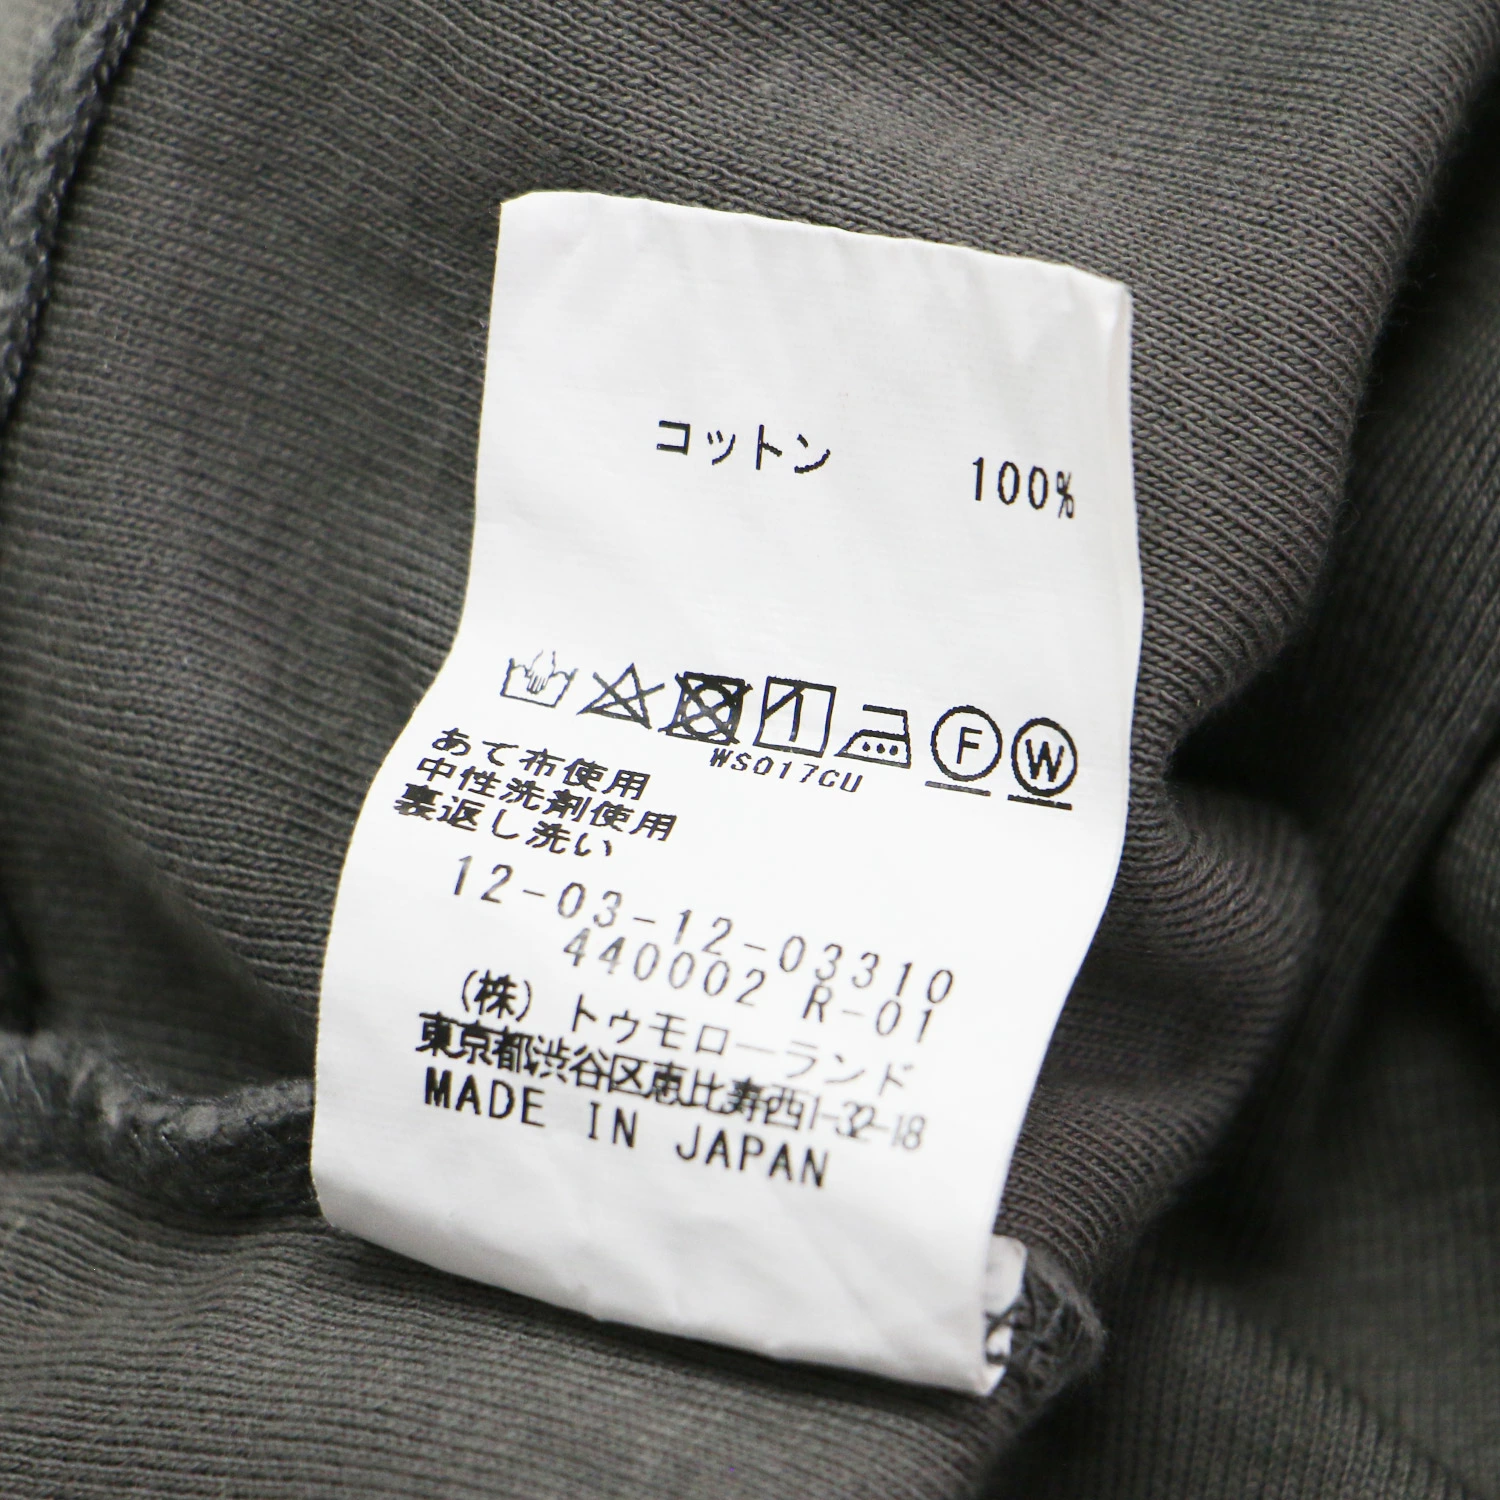 コットン 100%
F W
WS017CU
あて布使用
中性洗剤使用
裏返し洗い
12-03-12-03310
440002 R-01
(株) トゥモローランド
東京都渋谷区恵比寿西1-32-18
MADE IN JAPAN